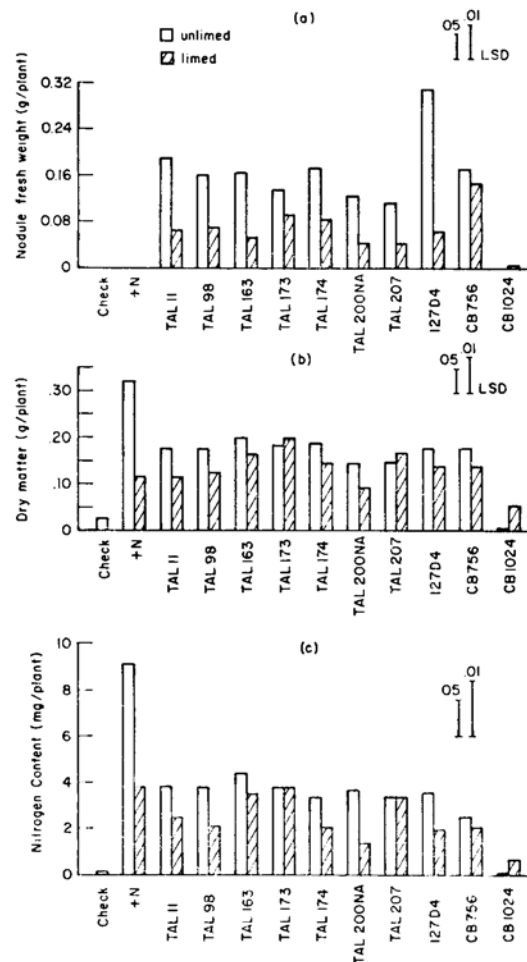 (a)
unlimed
limed
.05 .01
LSD
Nodule fresh weight (g/plant)
0.32
0.24
0.16
0.08
0
Check
+N
TAL 11
TAL 98
TAL 163
TAL 173
TAL 174
TAL 200NA
TAL 207
127D4
CB756
CB1024
(b)
.05 .01
LSD
Dry matter (g/plant)
.30
.20
0.10
0
Check
+N
TAL 11
TAL 98
TAL 163
TAL 173
TAL 174
TAL 200NA
TAL 207
127D4
CB756
CB1024
(c)
.05 .01
Nitrogen Content (mg/plant)
10
8
6
4
2
0
Check
+N
TAL 11
TAL 98
TAL 163
TAL 173
TAL 174
TAL 200NA
TAL 207
127D4
CB756
CB1024